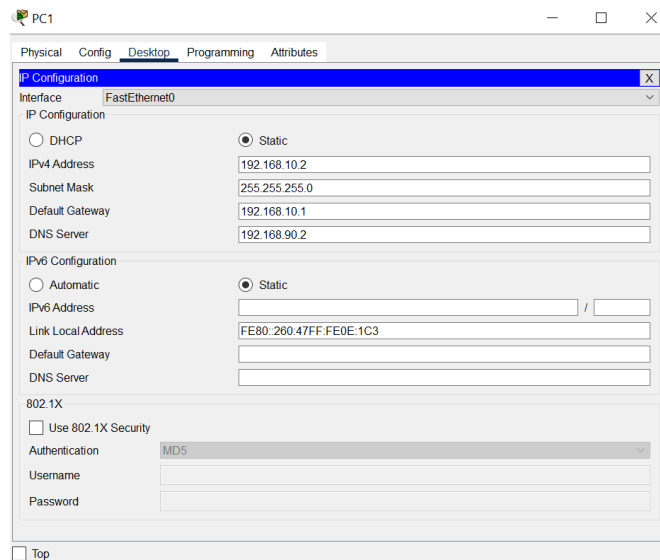 PC1
Physical Config Desktop Programming Attributes
IP Configuration X
Interface FastEthernet0
IP Configuration
DHCP Static
IPv4 Address 192.168.10.2
Subnet Mask 255.255.255.0
Default Gateway 192.168.10.1
DNS Server 192.168.90.2
IPv6 Configuration
Automatic Static
IPv6 Address /
Link Local Address FE80::260:47FF:FE0E:1C3
Default Gateway
DNS Server
802.1X
Use 802.1X Security
Authentication MD5
Username
Password
Top